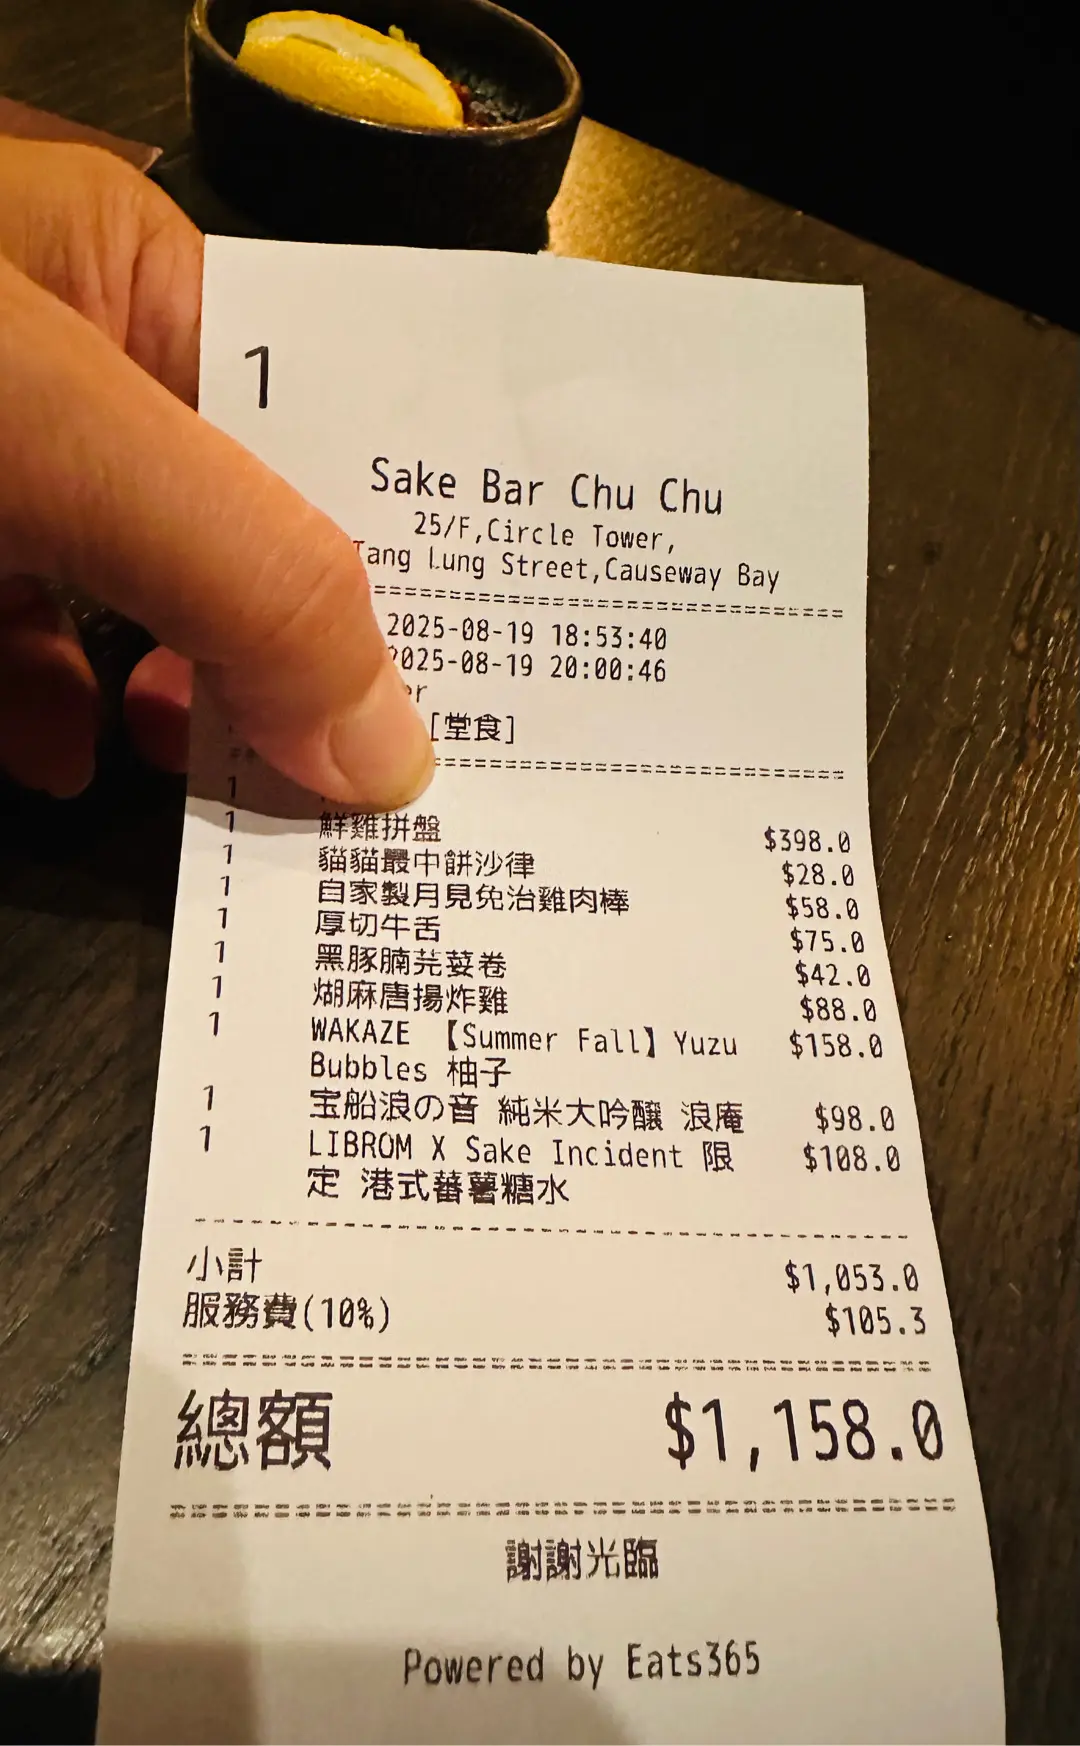 1
Sake Bar Chu Chu
25/F,Circle Tower,
Tang Lung Street,Causeway Bay
2025-08-19 18:53:40
2025-08-19 20:00:46
[堂食]
1
1 鮮雞拼盤 $398.0
1 貓貓最中餅沙律 $28.0
1 自家製月見免治雞肉棒 $58.0
1 厚切牛舌 $75.0
1 黑豚腩芫荽卷 $42.0
1 煳麻唐揚炸雞 $88.0
1 WAKAZE 【Summer Fall】Yuzu $158.0
Bubbles 柚子
1 宝船浪の音 純米大吟釀 浪庵 $98.0
1 LIBROM X Sake Incident 限 $108.0
定 港式蕃薯糖水
小計 $1,053.0
服務費(10%) $105.3
總額 $1,158.0
謝謝光臨
Powered by Eats365